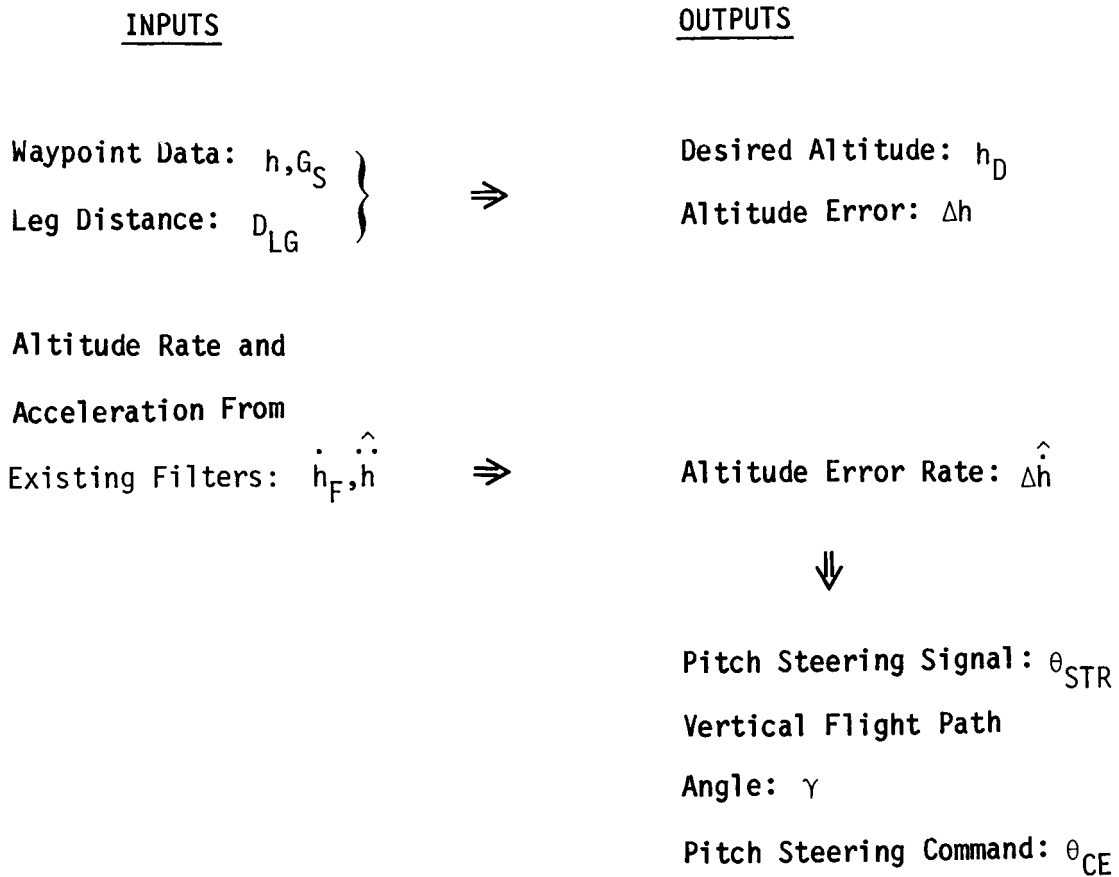 INPUTS
OUTPUTS
Waypoint Data: h,G_S }
Leg Distance: D_LG
⇒
Desired Altitude: h_D
Altitude Error: Δh
Altitude Rate and
Acceleration From
Existing Filters: ḣ_F,ḧ̂
⇒
Altitude Error Rate: Δḣ̂
⇓
Pitch Steering Signal: θ_STR
Vertical Flight Path
Angle: γ
Pitch Steering Command: θ_CE